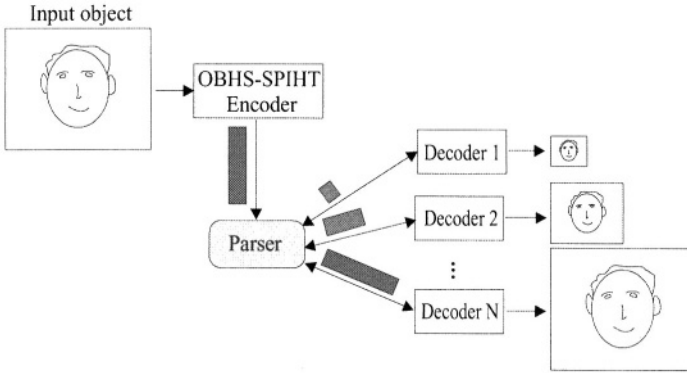 Input object
OBHS-SPIHT
Encoder
Decoder 1
Decoder 2
Parser
Decoder N